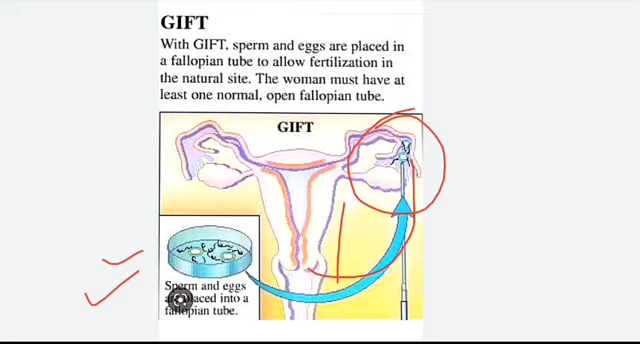 GIFT
With GIFT, sperm and eggs are placed in
a fallopian tube to allow fertilization in
the natural site. The woman must have at
least one normal, open fallopian tube.
GIFT
Sperm and eggs
placed into a
fallopian tube.